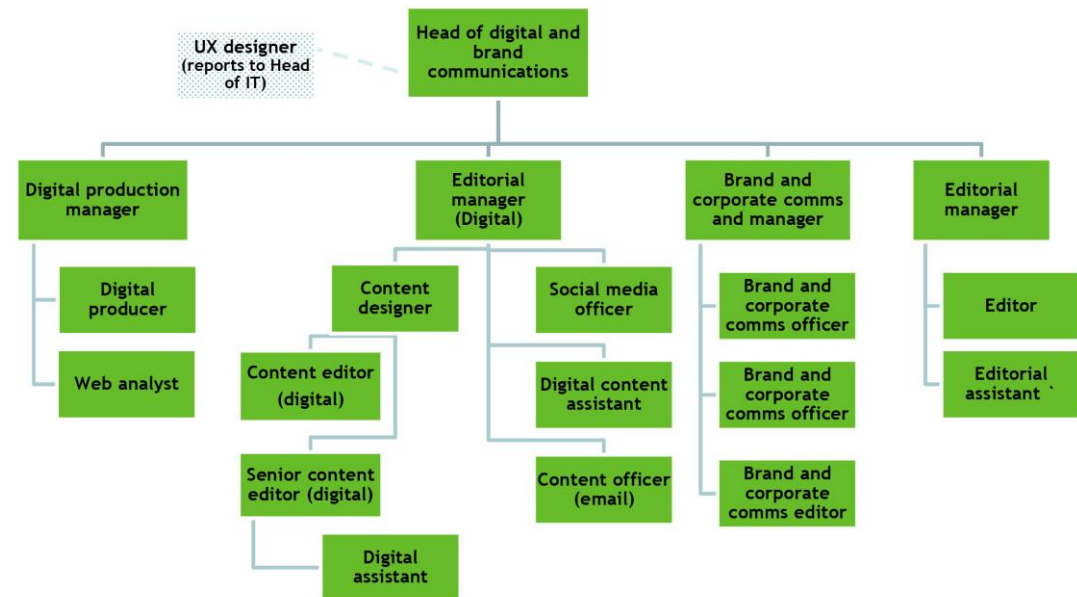 Head of digital and
brand
communications
UX designer
(reports to Head
of IT)
Digital production
manager
Editorial
manager
(Digital)
Brand and
corporate comms
and manager
Editorial
manager
Digital
producer
Web analyst
Content
designer
Content editor
(digital)
Senior content
editor (digital)
Digital
assistant
Social media
officer
Digital content
assistant
Content officer
(email)
Brand and
corporate
comms officer
Brand and
corporate
comms officer
Brand and
corporate
comms editor
Editor
Editorial
assistant `